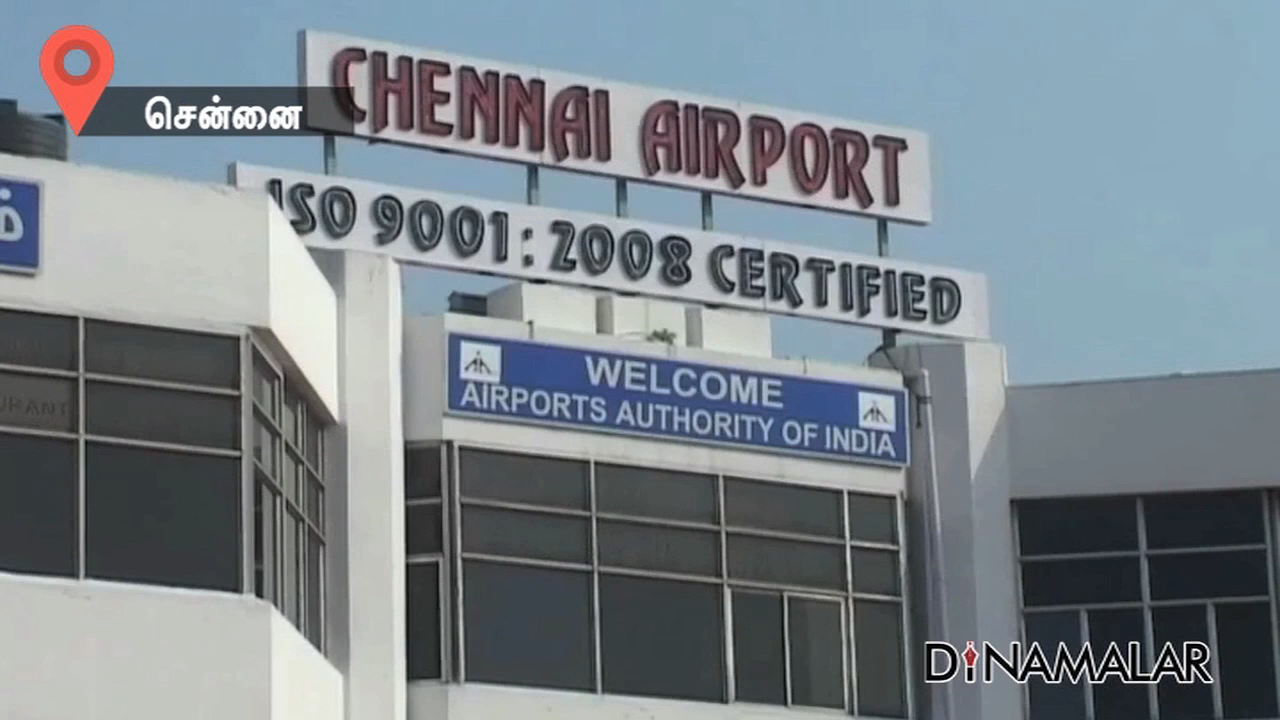 சென்னை
CHENNAI AIRPORT
ISO 9001:2008 CERTIFIED
WELCOME
AIRPORTS AUTHORITY OF INDIA
DINAMALAR